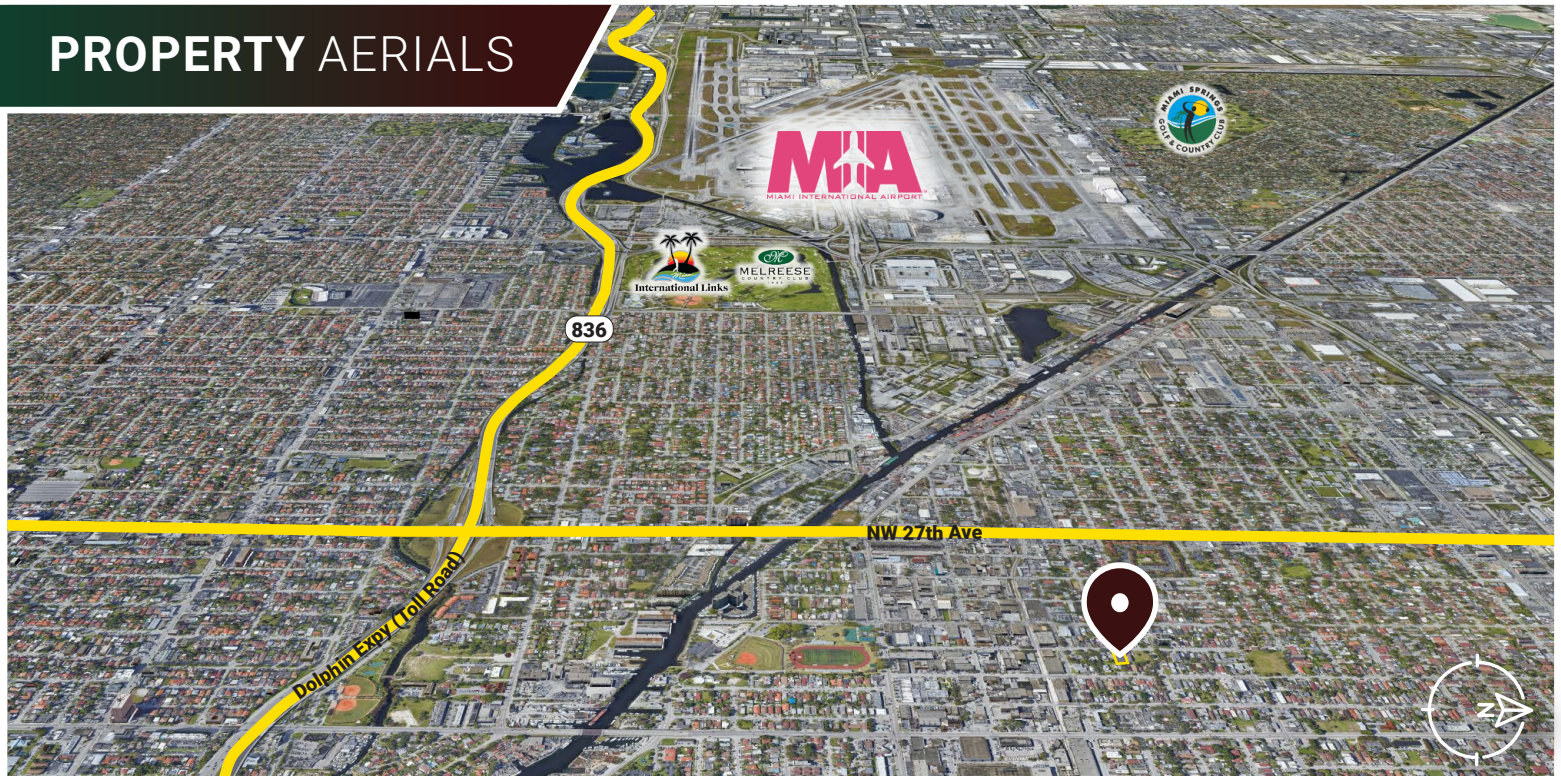 PROPERTY AERIALS
MIAMI SPRINGS
GOLF & COUNTRY CLUB
MIA
MIAMI INTERNATIONAL AIRPORT
Miami
International Links
M
MELREESE
COUNTRY CLUB
836
NW 27th Ave
Dolphin Expy (Toll Road)
N